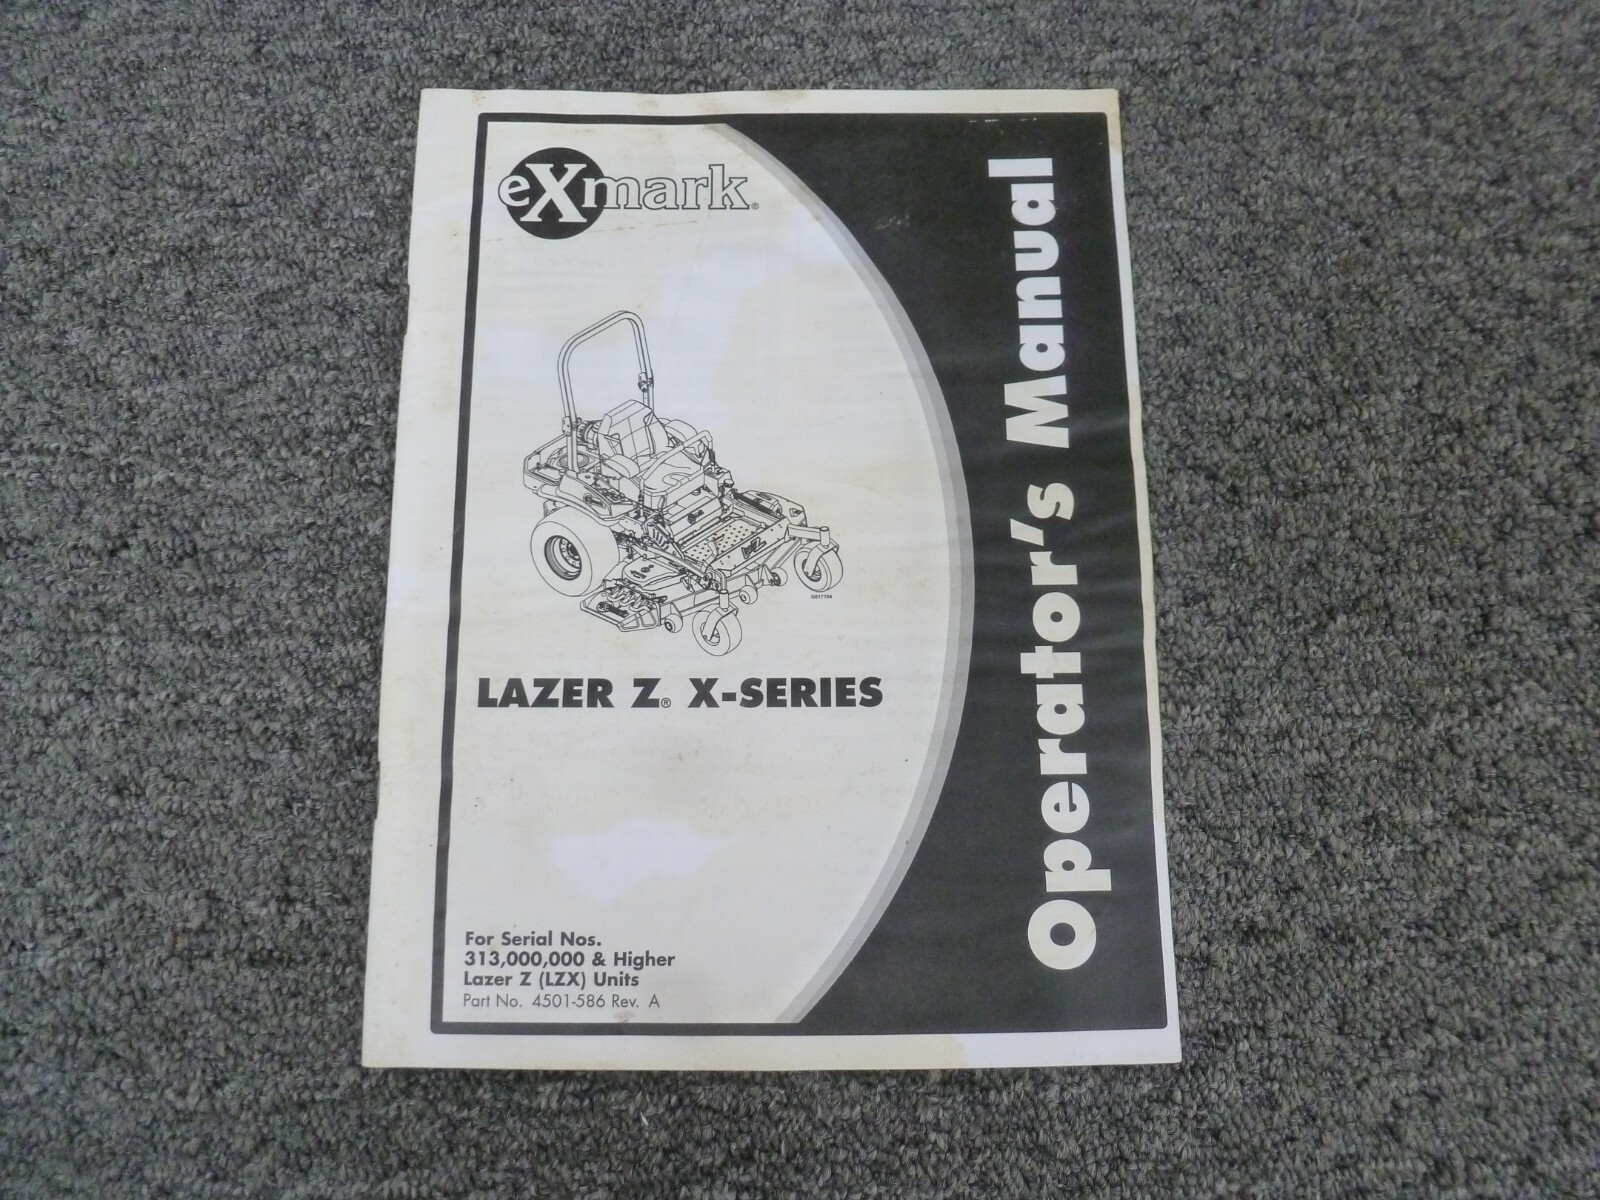 eXmark®
G017194
LAZER Z® X-SERIES
For Serial Nos.
313,000,000 & Higher
Lazer Z (LZX) Units
Part No. 4501-586 Rev. A
Operator's Manual